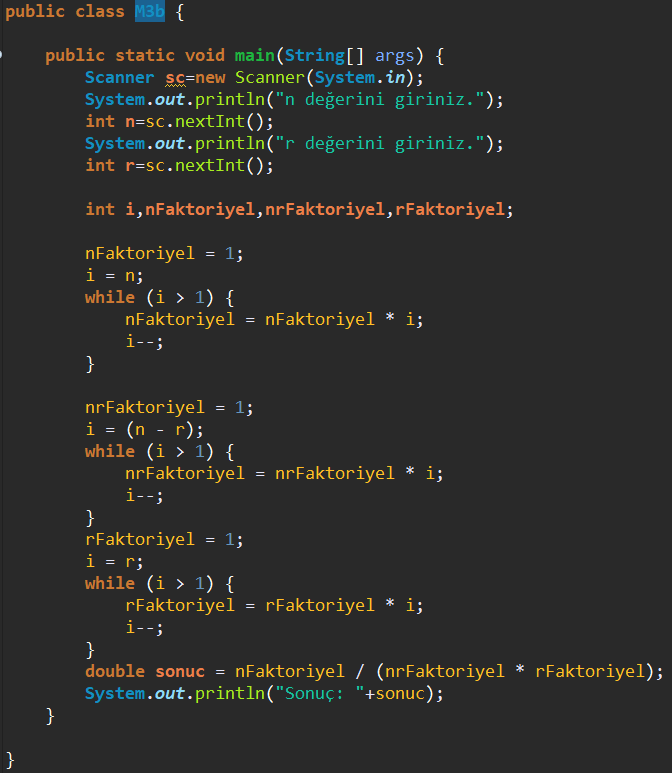 public class M3b {
public static void main(String[] args) {
Scanner sc=new Scanner(System.in);
System.out.println("n değerini giriniz.");
int n=sc.nextInt();
System.out.println("r değerini giriniz.");
int r=sc.nextInt();
int i,nFaktoriyel,nrFaktoriyel,rFaktoriyel;
nFaktoriyel = 1;
i = n;
while (i > 1) {
nFaktoriyel = nFaktoriyel * i;
i--;
}
nrFaktoriyel = 1;
i = (n - r);
while (i > 1) {
nrFaktoriyel = nrFaktoriyel * i;
i--;
}
rFaktoriyel = 1;
i = r;
while (i > 1) {
rFaktoriyel = rFaktoriyel * i;
i--;
}
double sonuc = nFaktoriyel / (nrFaktoriyel * rFaktoriyel);
System.out.println("Sonuç: "+sonuc);
}
}